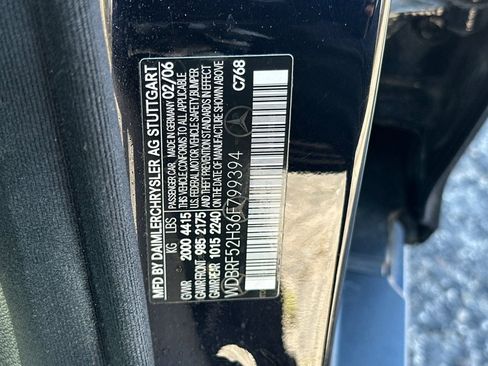 MFD BY DAIMLERCHRYSLER AG STUTTGART
PASSENGER CAR MADE IN GERMANY 02/06
KG LBS THIS VEHICLE CONFORMS TO ALL APPLICABLE
GVWR 2000 4415 U.S. FEDERAL MOTOR VEHICLE SAFETY, BUMPER
GAWR FRONT 985 2175 AND THEFT PREVENTION STANDARDS IN EFFECT
GAWR REAR 1015 2240 ON THE DATE OF MANUFACTURE SHOWN ABOVE
WDBRF52H36F799394
C768